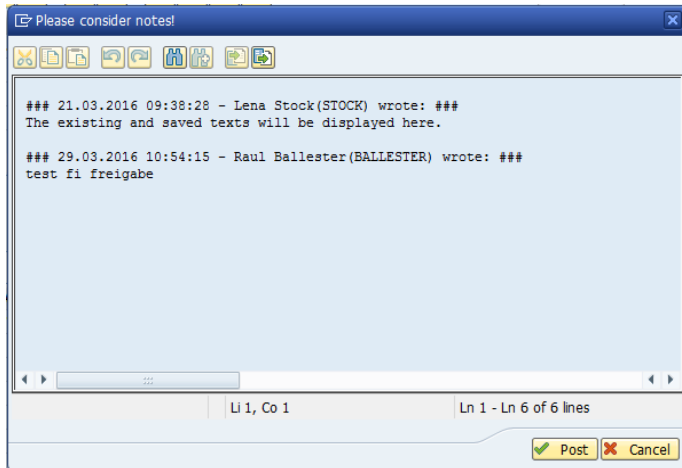 Please consider notes!
### 21.03.2016 09:38:28 - Lena Stock(STOCK) wrote: ###
The existing and saved texts will be displayed here.
### 29.03.2016 10:54:15 - Raul Ballester(BALLESTER) wrote: ###
test fi freigabe
Li 1, Co 1
Ln 1 - Ln 6 of 6 lines
Post
Cancel